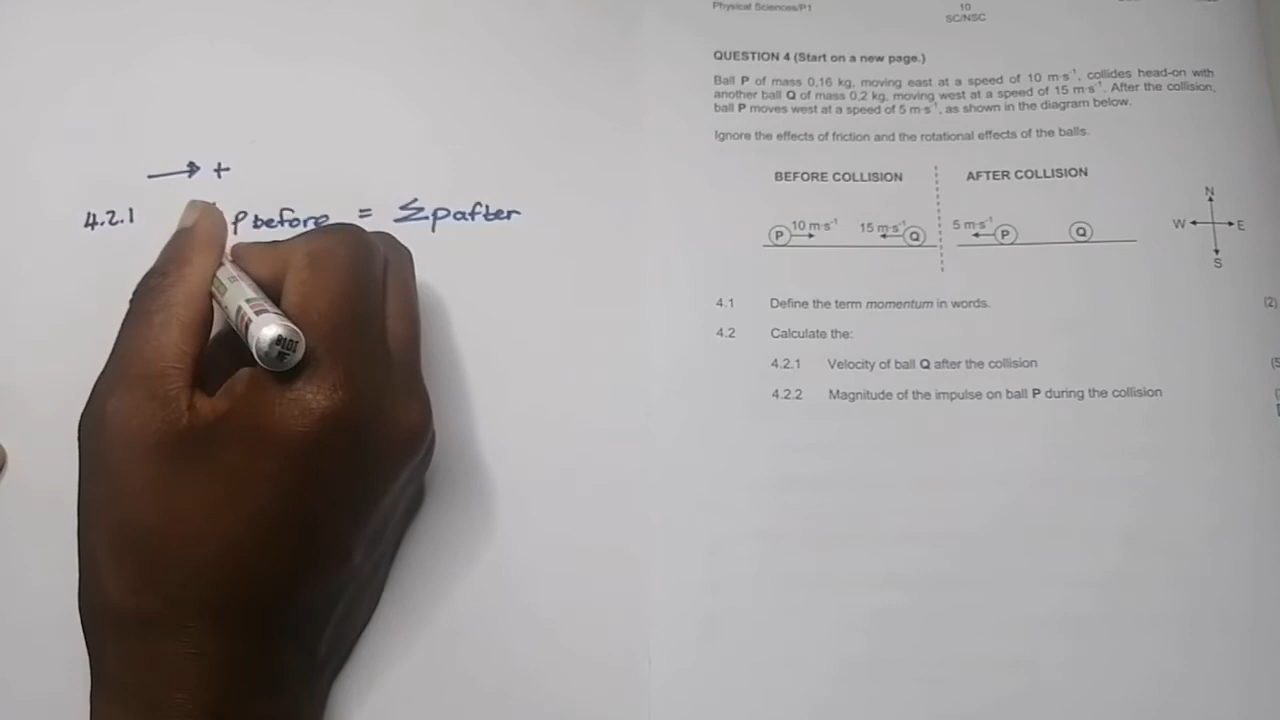 → +
4.2.1 p before = Σpafter
8101
Physical Sciences/P1
10
SC/NSC
QUESTION 4 (Start on a new page.)
Ball P of mass 0,16 kg, moving east at a speed of 10 m·s⁻¹, collides head-on with
another ball Q of mass 0,2 kg, moving west at a speed of 15 m·s⁻¹. After the collision,
ball P moves west at a speed of 5 m·s⁻¹, as shown in the diagram below.
Ignore the effects of friction and the rotational effects of the balls.
BEFORE COLLISION AFTER COLLISION
N
P 10 m·s⁻¹ 15 m·s⁻¹ Q 5 m·s⁻¹ P Q W E
S
4.1 Define the term momentum in words. (2)
4.2 Calculate the:
4.2.1 Velocity of ball Q after the collision (5
4.2.2 Magnitude of the impulse on ball P during the collision